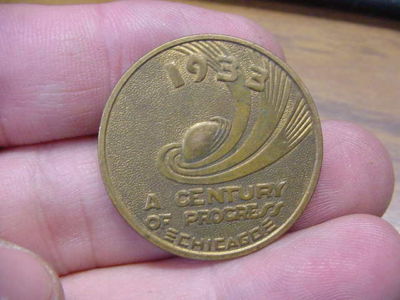 1933
A CENTURY
OF PROGRESS
CHICAGO